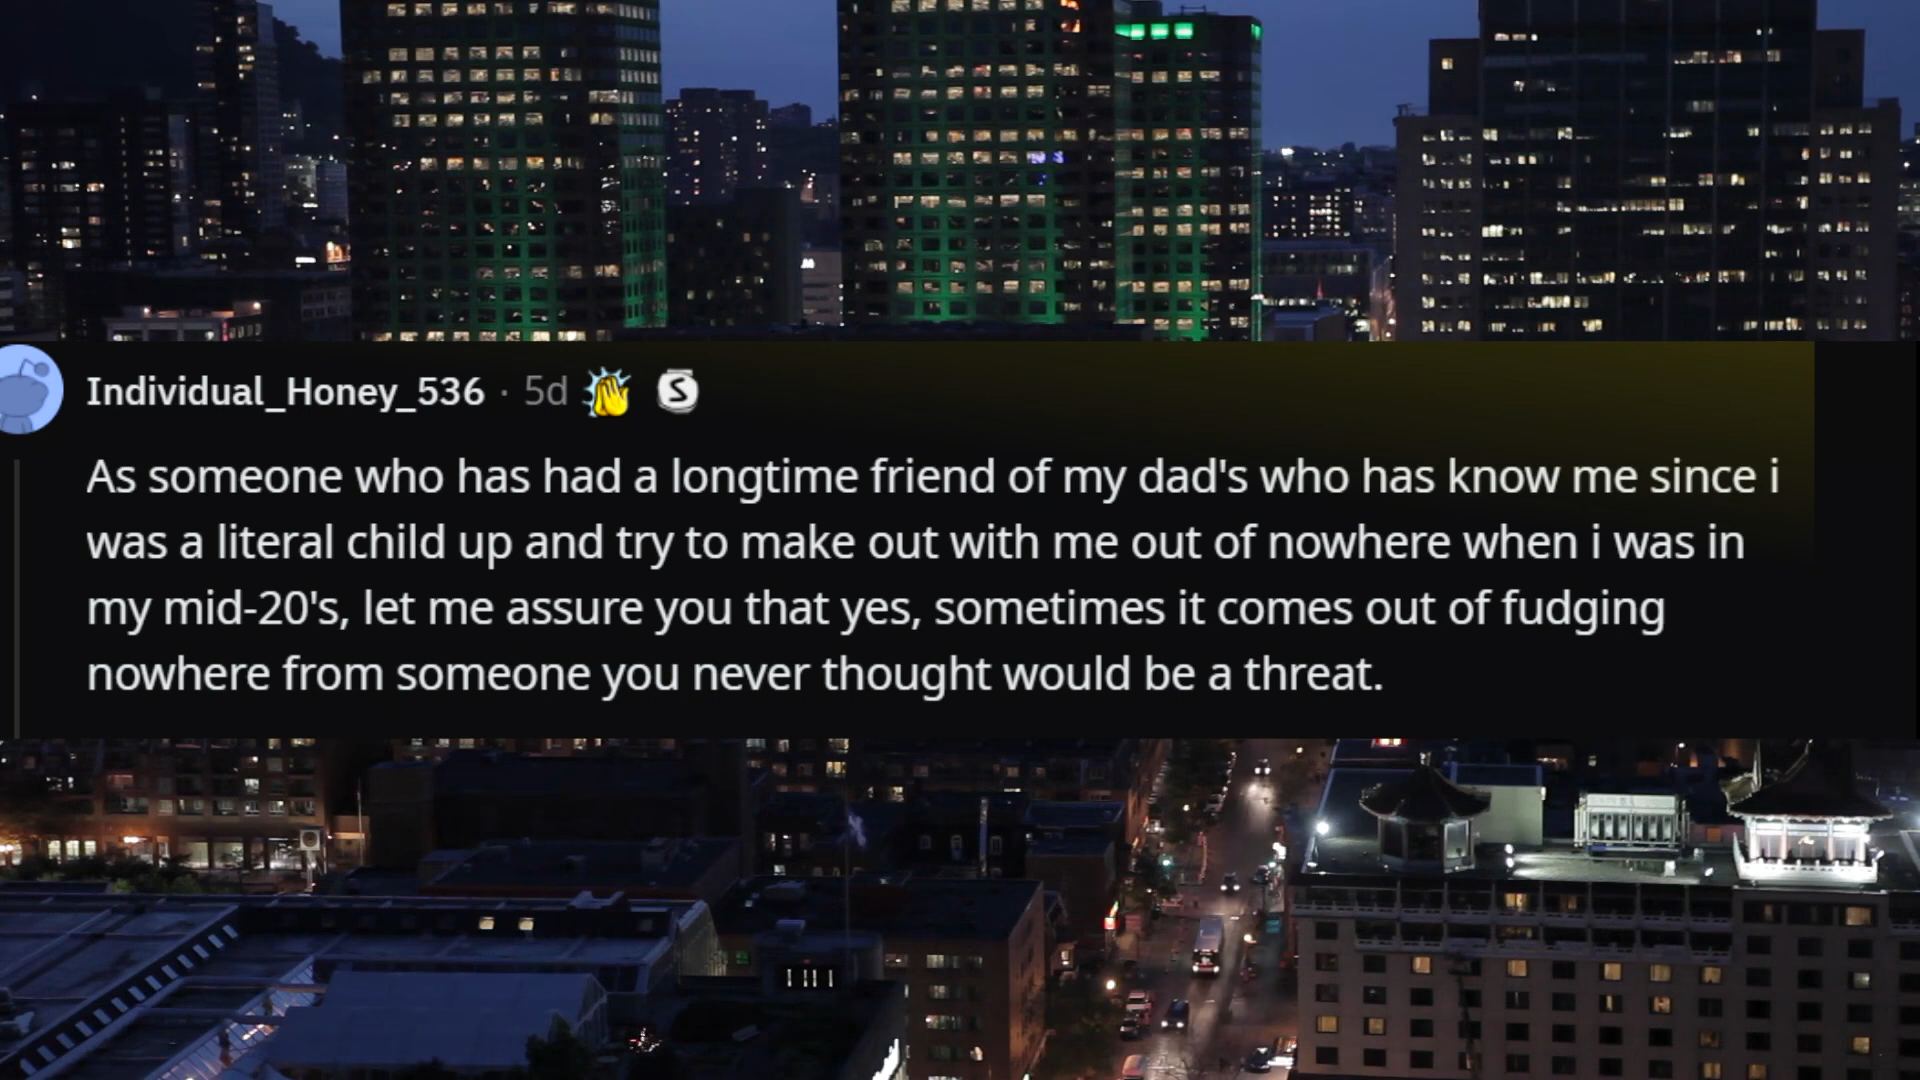 Individual_Honey_536 · 5d
As someone who has had a longtime friend of my dad's who has know me since i
was a literal child up and try to make out with me out of nowhere when i was in
my mid-20's, let me assure you that yes, sometimes it comes out of fudging
nowhere from someone you never thought would be a threat.